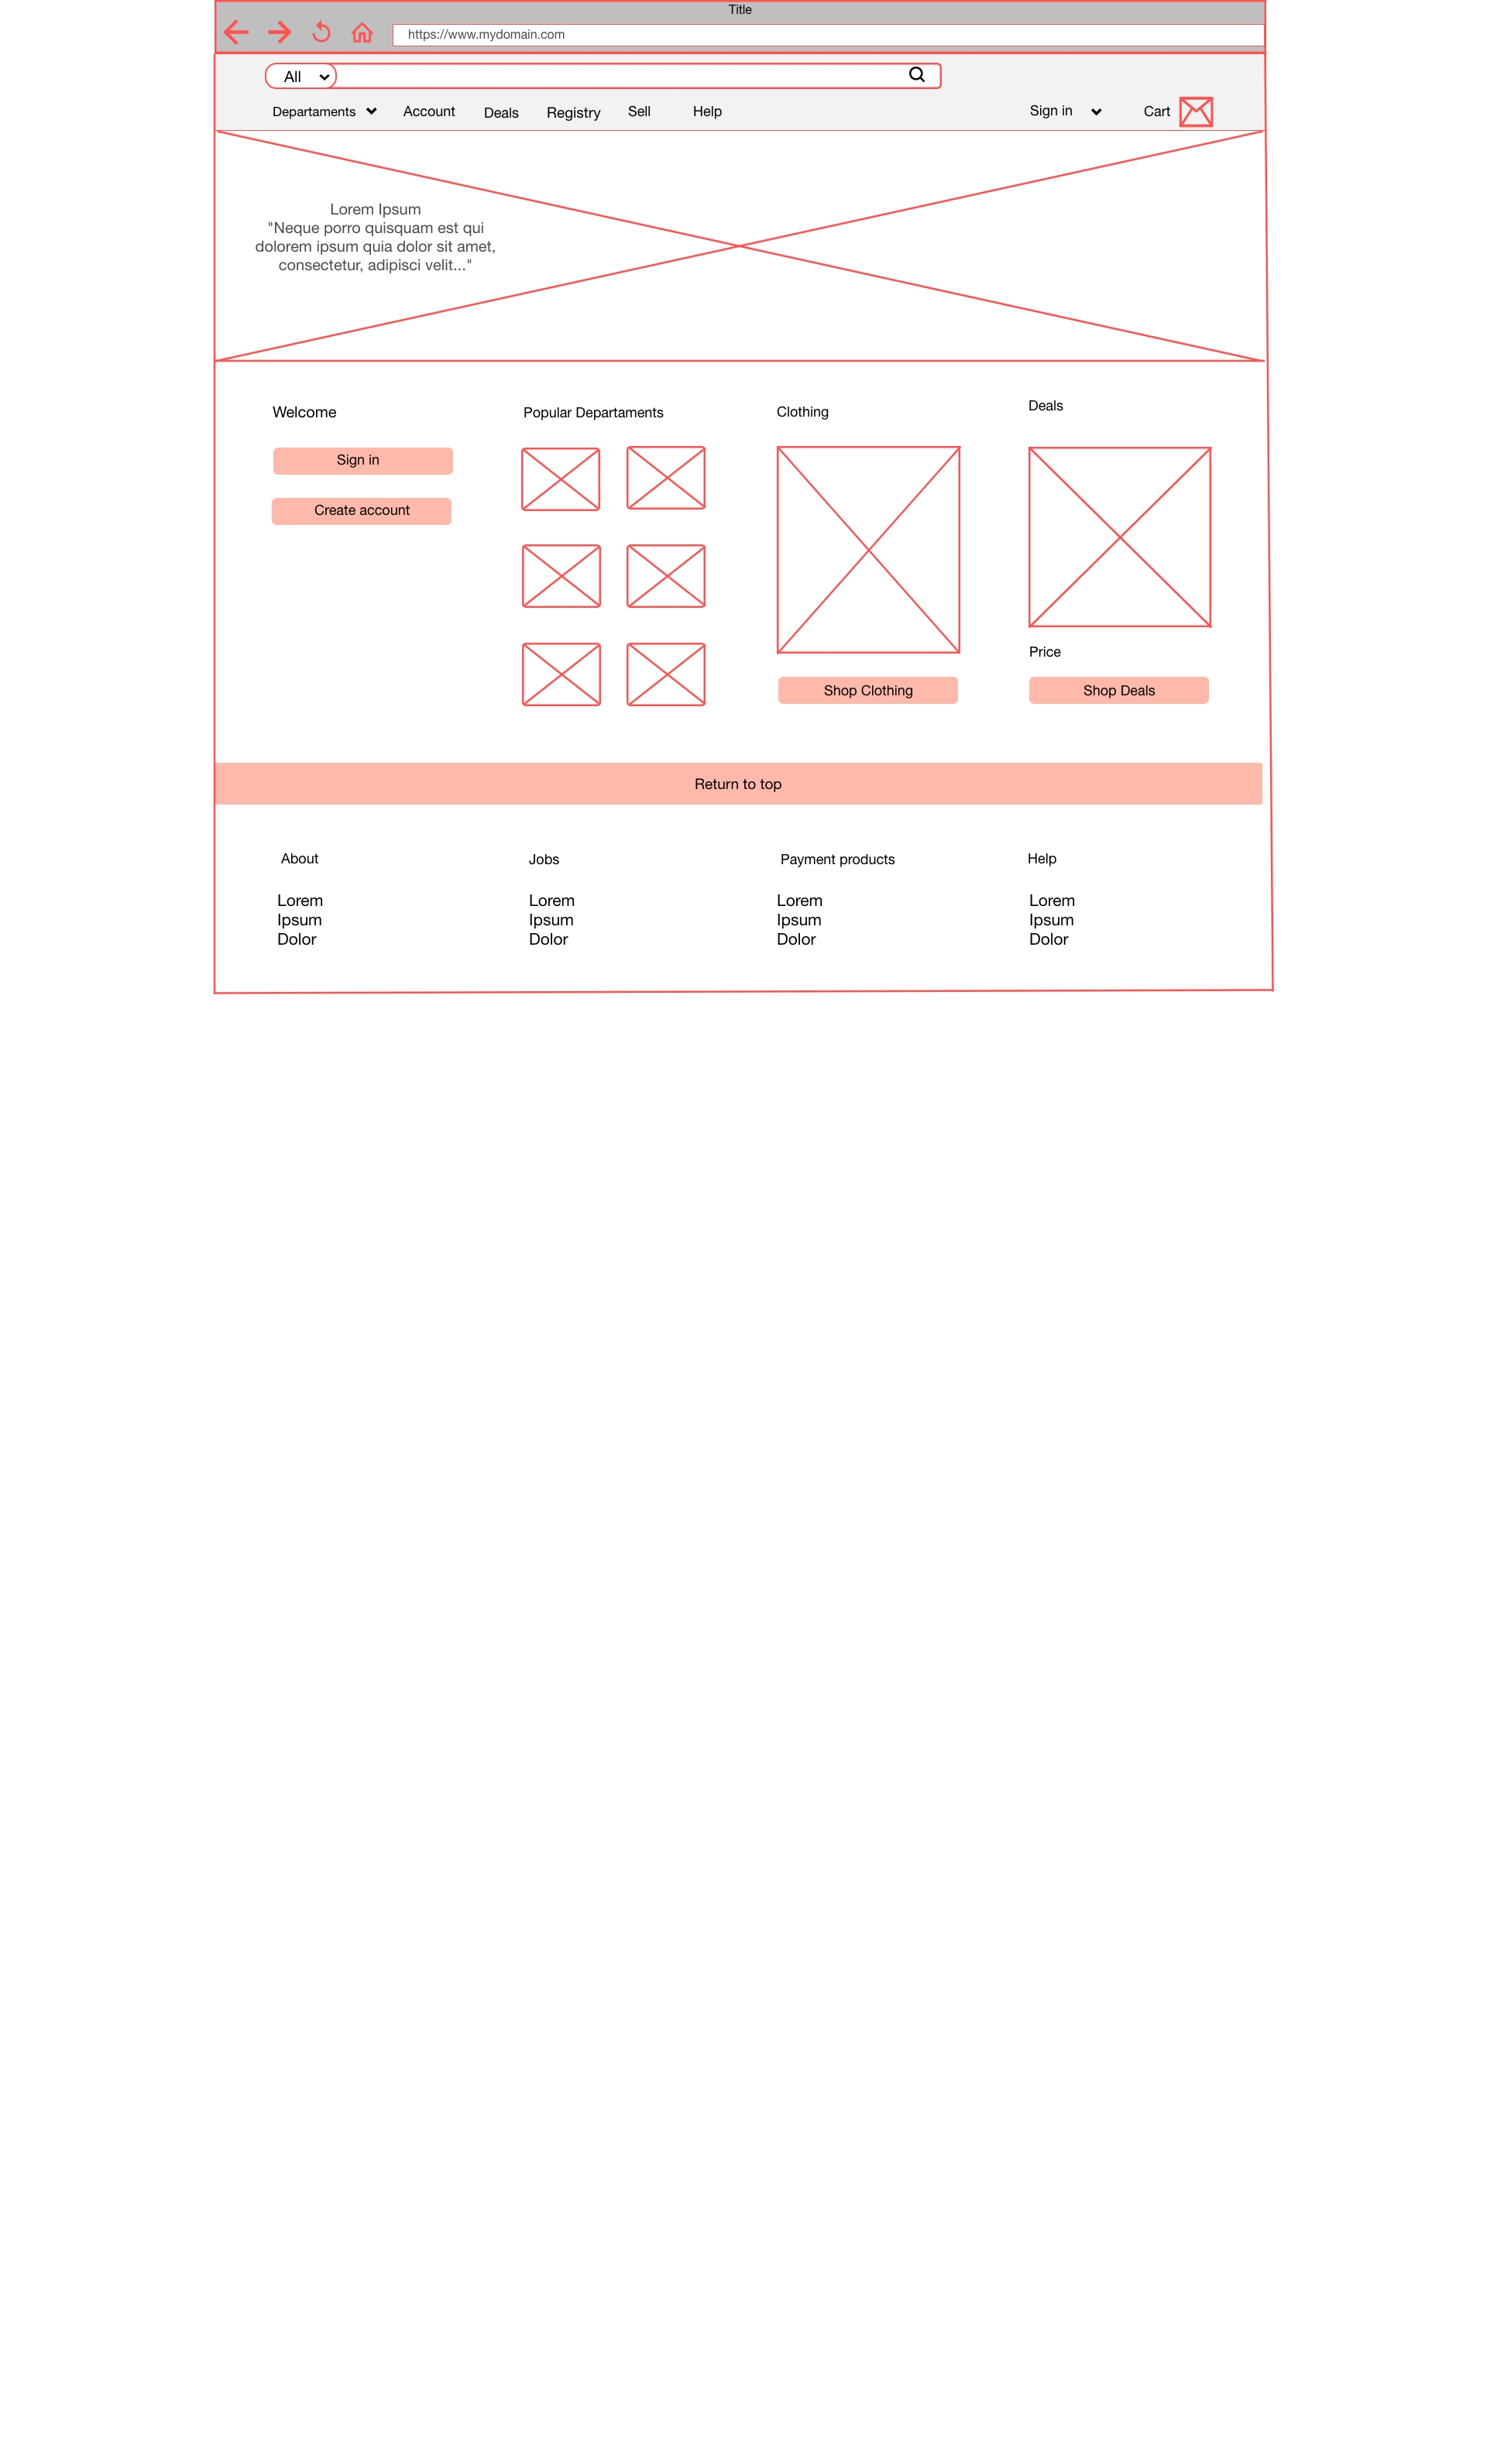 Title
https://www.mydomain.com
All
Departaments Account Deals Registry Sell Help Sign in Cart
Lorem Ipsum
"Neque porro quisquam est qui
dolorem ipsum quia dolor sit amet,
consectetur, adipisci velit..."
Welcome
Sign in
Create account
Popular Departaments
Clothing
Shop Clothing
Deals
Price
Shop Deals
Return to top
About
Lorem
Ipsum
Dolor
Jobs
Lorem
Ipsum
Dolor
Payment products
Lorem
Ipsum
Dolor
Help
Lorem
Ipsum
Dolor